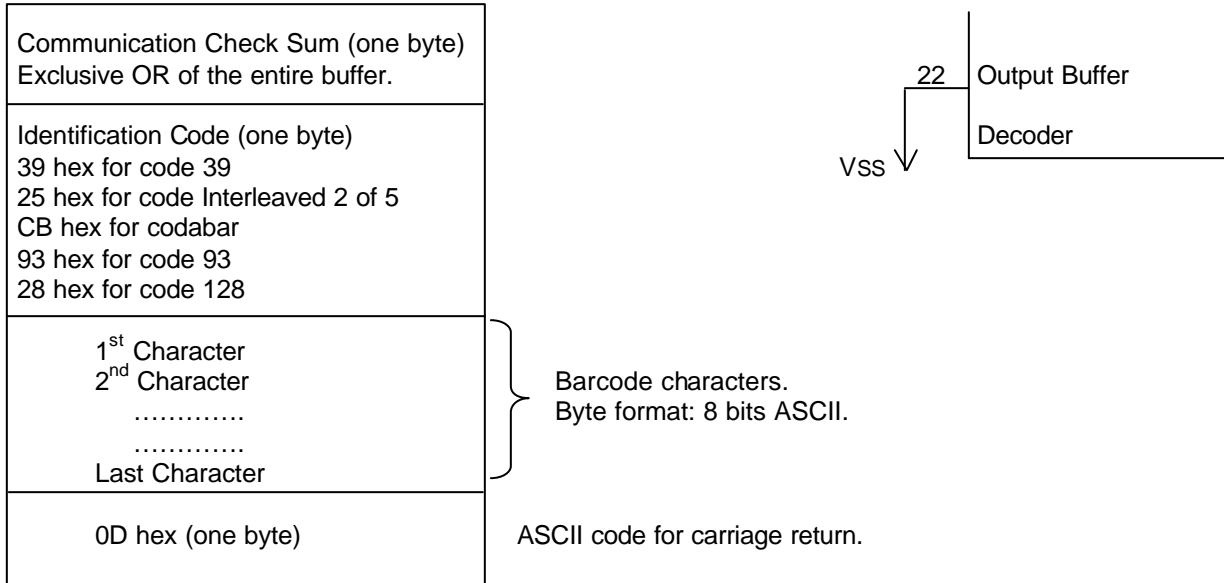 Communication Check Sum (one byte)
Exclusive OR of the entire buffer.
Identification Code (one byte)
39 hex for code 39
25 hex for code Interleaved 2 of 5
CB hex for codabar
93 hex for code 93
28 hex for code 128
1st Character
2nd Character
.............
.............
Last Character
Barcode characters.
Byte format: 8 bits ASCII.
0D hex (one byte)
ASCII code for carriage return.
22
Output Buffer
Decoder
VSS